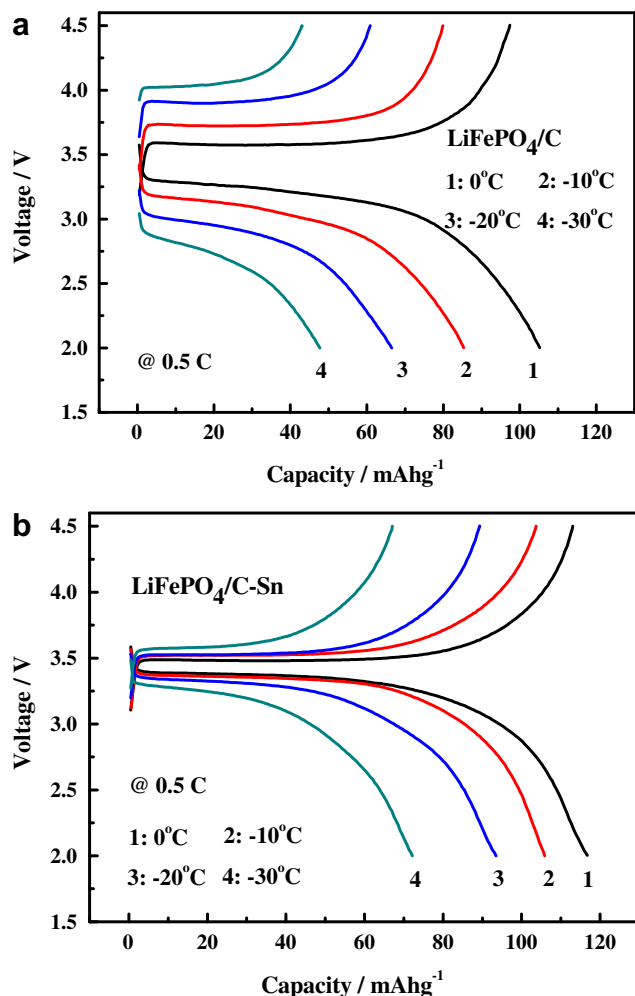 a
4.5
4.0
3.5
3.0
2.5
2.0
1.5
Voltage / V
LiFePO4/C
1: 0°C 2: -10°C
3: -20°C 4: -30°C
@ 0.5 C
4 3 2 1
0 20 40 60 80 100 120
Capacity / mAhg-1
b
4.5
4.0
3.5
3.0
2.5
2.0
1.5
Voltage / V
LiFePO4/C-Sn
@ 0.5 C
1: 0°C 2: -10°C
3: -20°C 4: -30°C
4 3 2 1
0 20 40 60 80 100 120
Capacity / mAhg-1